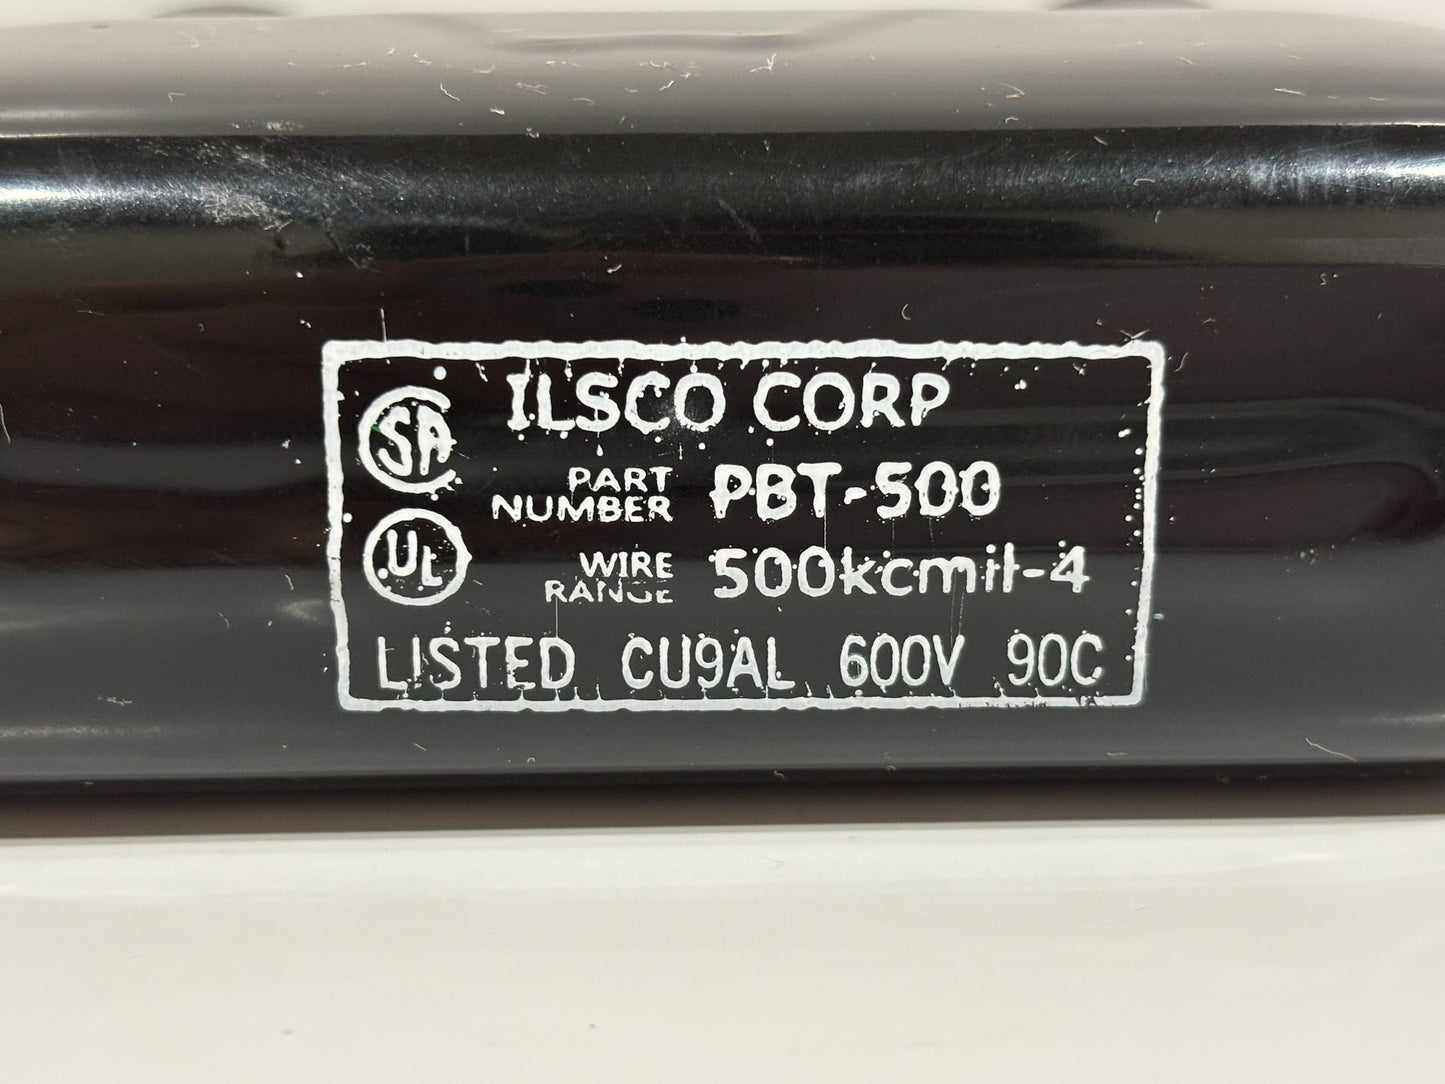 ILSCO CORP
SA
PART NUMBER PBT-500
UL
WIRE RANGE 500kcmil-4
LISTED CU9AL 600V 90C